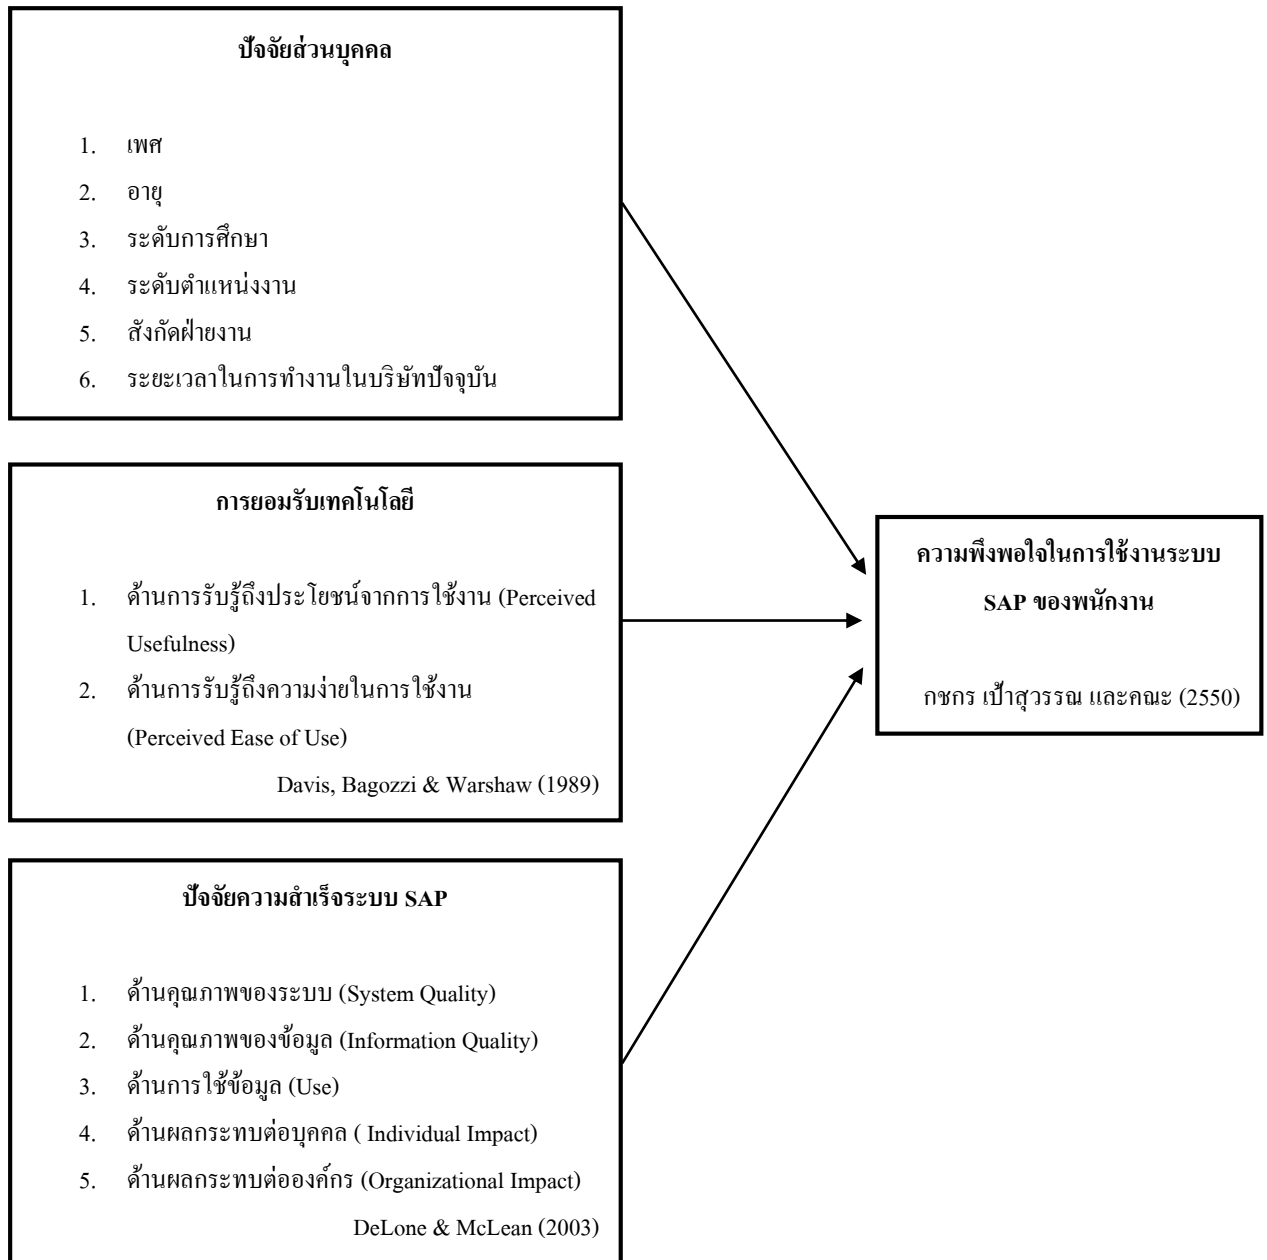 ปัจจัยส่วนบุคคล
1. เพศ
2. อายุ
3. ระดับการศึกษา
4. ระดับตำแหน่งงาน
5. สังกัดฝ่ายงาน
6. ระยะเวลาในการทำงานในบริษัทปัจจุบัน
การยอมรับเทคโนโลยี
1. ด้านการรับรู้ถึงประโยชน์จากการใช้งาน (Perceived
Usefulness)
2. ด้านการรับรู้ถึงความง่ายในการใช้งาน
(Perceived Ease of Use)
Davis, Bagozzi & Warshaw (1989)
ปัจจัยความสำเร็จระบบ SAP
1. ด้านคุณภาพของระบบ (System Quality)
2. ด้านคุณภาพของข้อมูล (Information Quality)
3. ด้านการใช้ข้อมูล (Use)
4. ด้านผลกระทบต่อบุคคล ( Individual Impact)
5. ด้านผลกระทบต่อองค์กร (Organizational Impact)
DeLone & McLean (2003)
ความพึงพอใจในการใช้งานระบบ
SAP ของพนักงาน
กชกร เป้าสุวรรณ และคณะ (2550)